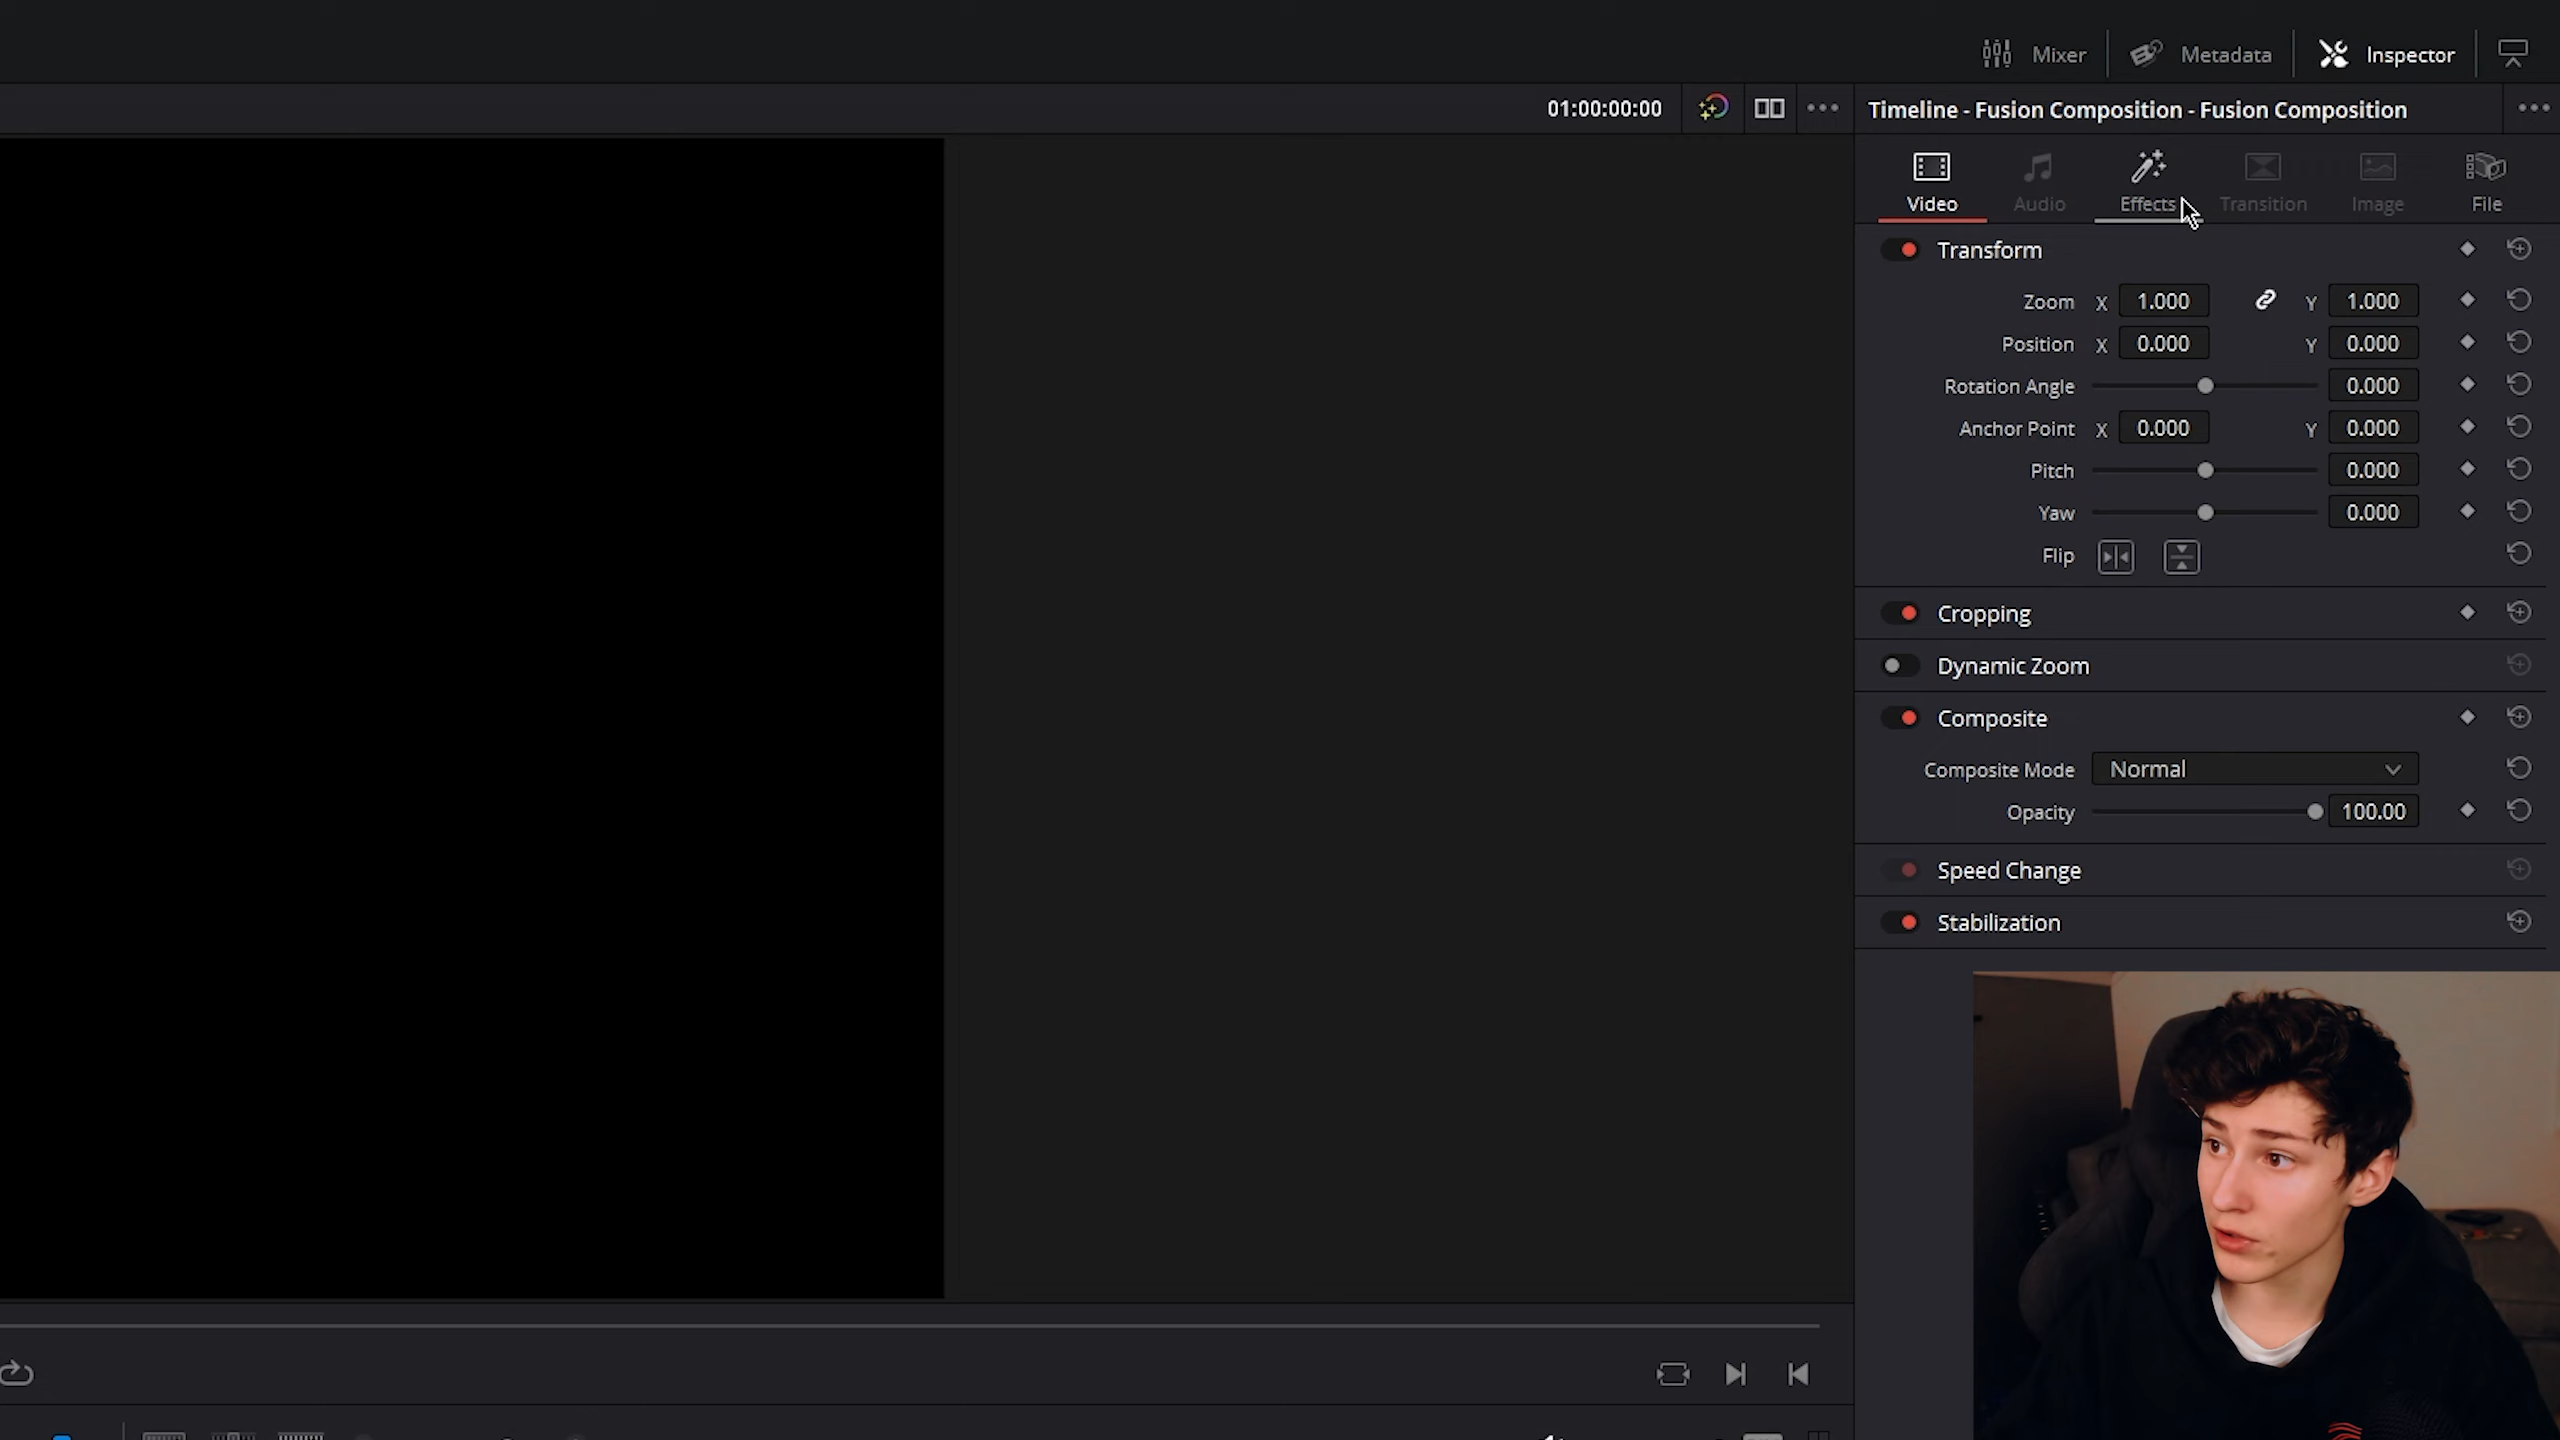 Mixer Metadata Inspector
01:00:00:00 Timeline - Fusion Composition - Fusion Composition
Video Audio Effects Transition Image File
Transform
Zoom X 1.000 Y 1.000
Position X 0.000 Y 0.000
Rotation Angle 0.000
Anchor Point X 0.000 Y 0.000
Pitch 0.000
Yaw 0.000
Flip
Cropping
Dynamic Zoom
Composite
Composite Mode Normal
Opacity 100.00
Speed Change
Stabilization